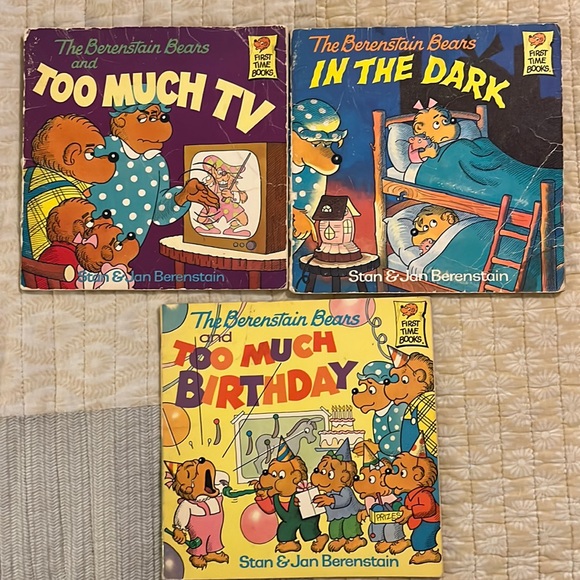 The Berenstain Bears
and
TOO MUCH TV
FIRST
TIME
BOOKS.
Stan & Jan Berenstain
The Berenstain Bears
IN THE DARK
FIRST
TIME
BOOKS.
Stan & Jan Berenstain
The Berenstain Bears
and
TOO MUCH
BIRTHDAY
FIRST
TIME
BOOKS.
PRIZES
Stan & Jan Berenstain